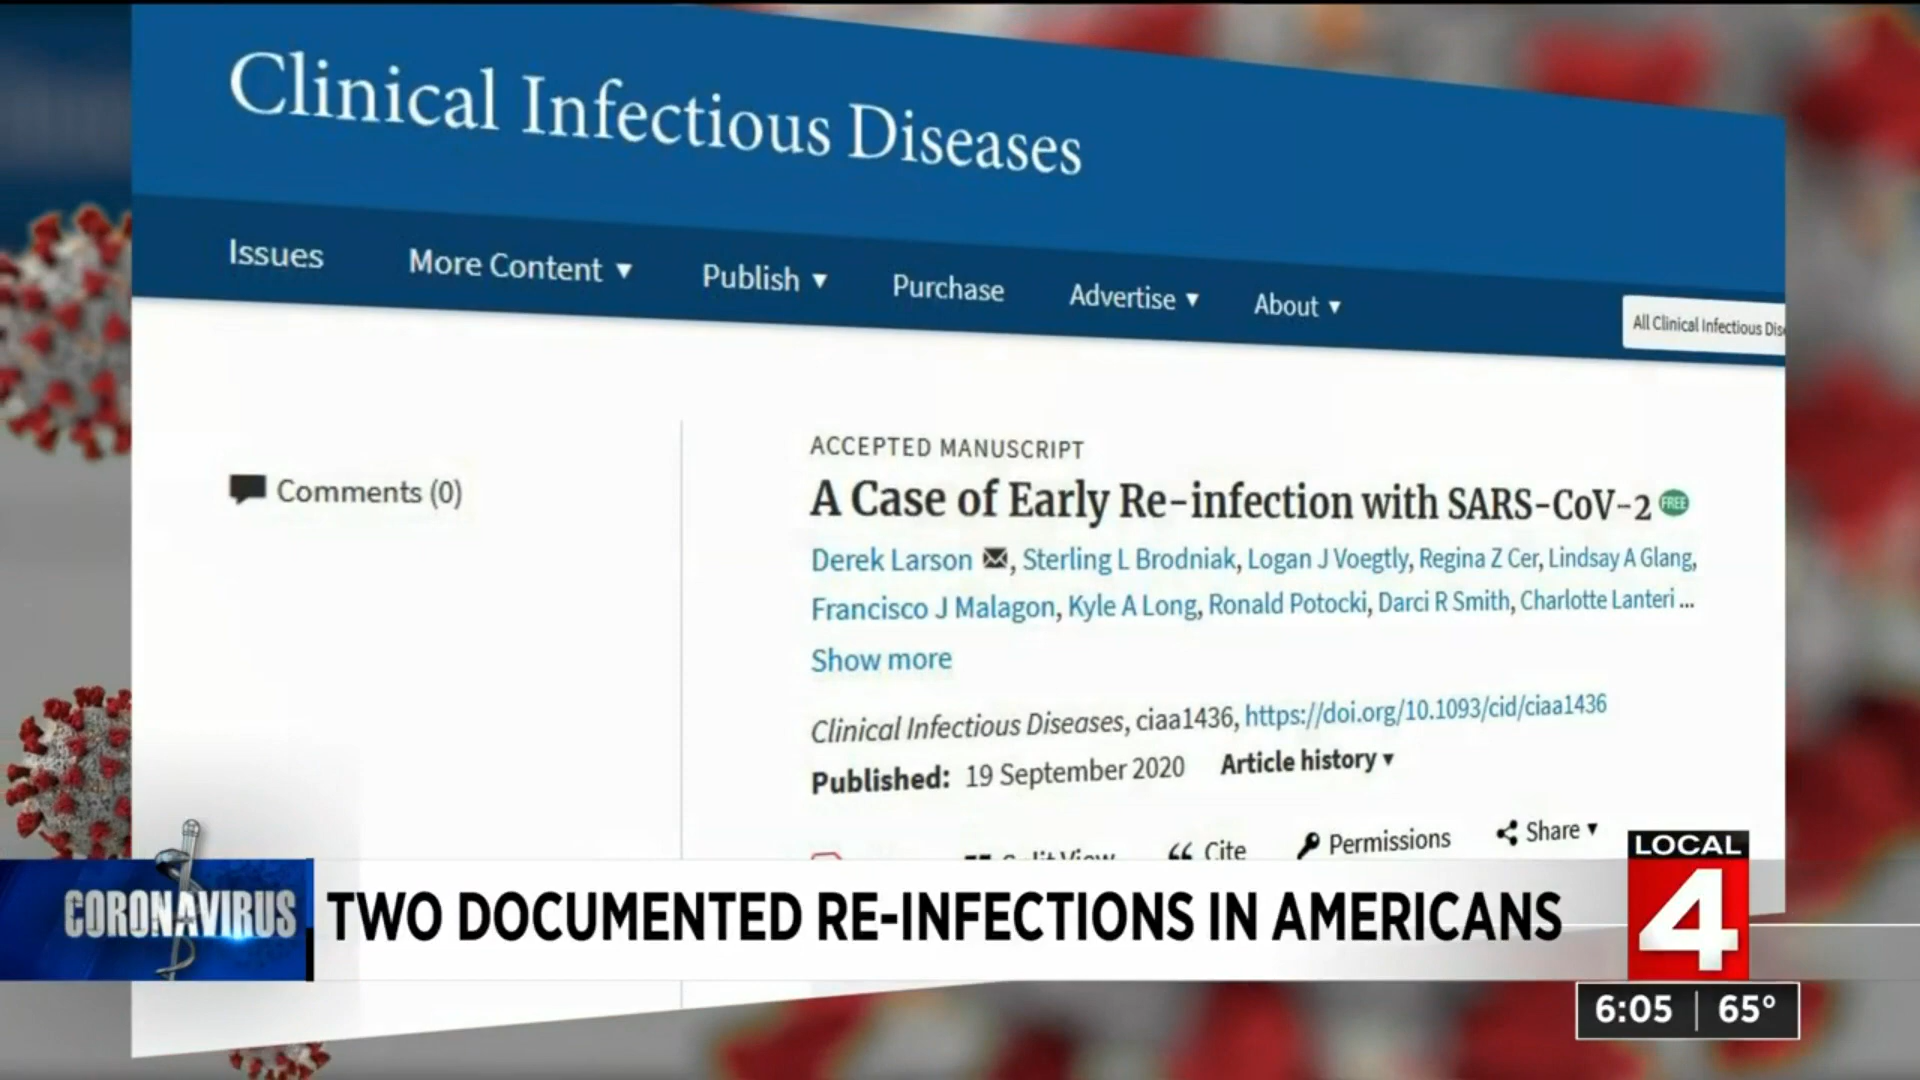 Clinical Infectious Diseases
Issues More Content ▼ Publish ▼ Purchase Advertise ▼ About ▼
All Clinical Infectious Dis
Comments (0)
ACCEPTED MANUSCRIPT
A Case of Early Re-infection with SARS-CoV-2 FREE
Derek Larson ✉, Sterling L Brodniak, Logan J Voegtly, Regina Z Cer, Lindsay A Glang,
Francisco J Malagon, Kyle A Long, Ronald Potocki, Darci R Smith, Charlotte Lanteri ...
Show more
Clinical Infectious Diseases, ciaa1436, https://doi.org/10.1093/cid/ciaa1436
Published: 19 September 2020 Article history ▼
View Cite Permissions Share ▼
LOCAL
4
CORONAVIRUS
TWO DOCUMENTED RE-INFECTIONS IN AMERICANS
6:05 65°